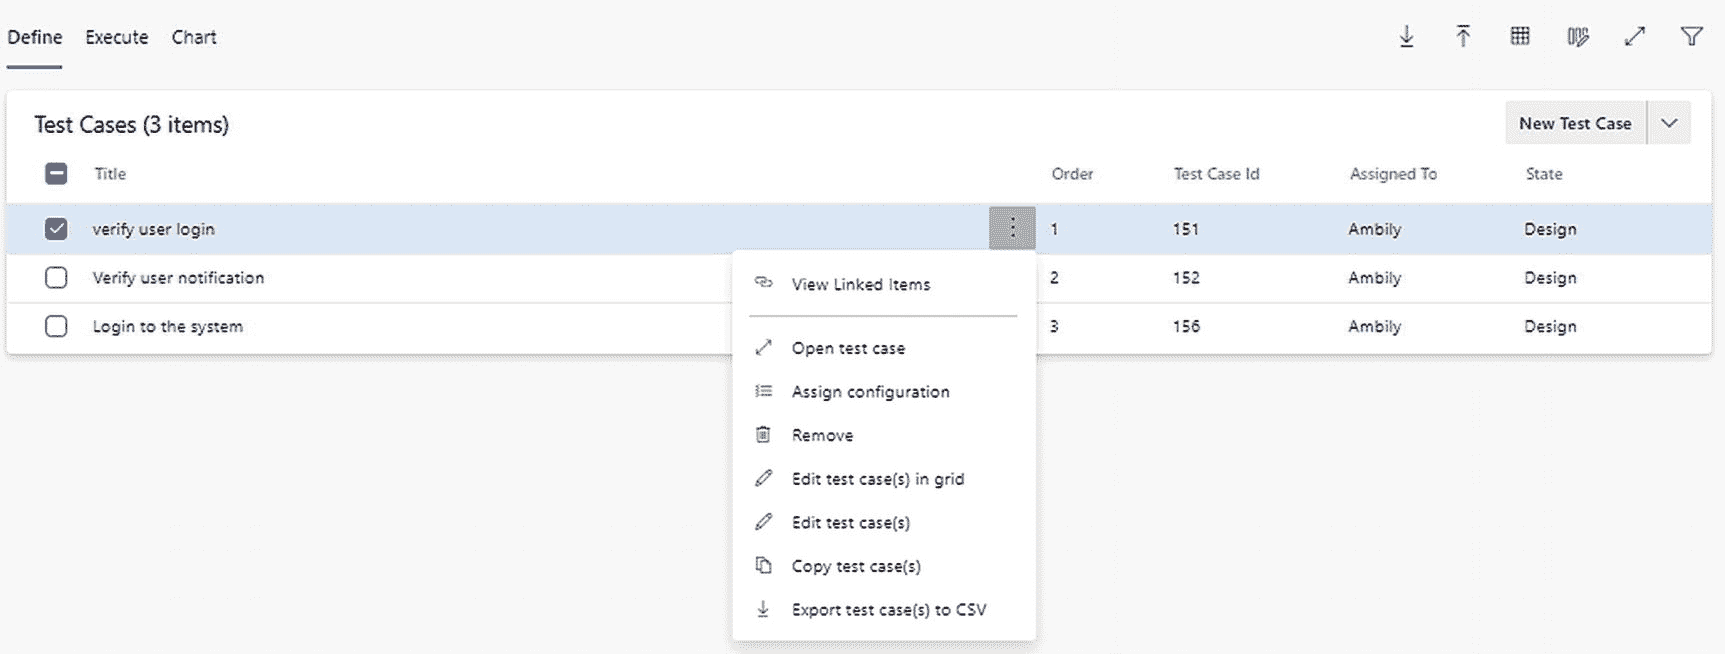 Define Execute Chart
Test Cases (3 items)
New Test Case
Title Order Test Case Id Assigned To State
verify user login 1 151 Ambily Design
Verify user notification 2 152 Ambily Design
Login to the system 3 156 Ambily Design
View Linked Items
Open test case
Assign configuration
Remove
Edit test case(s) in grid
Edit test case(s)
Copy test case(s)
Export test case(s) to CSV